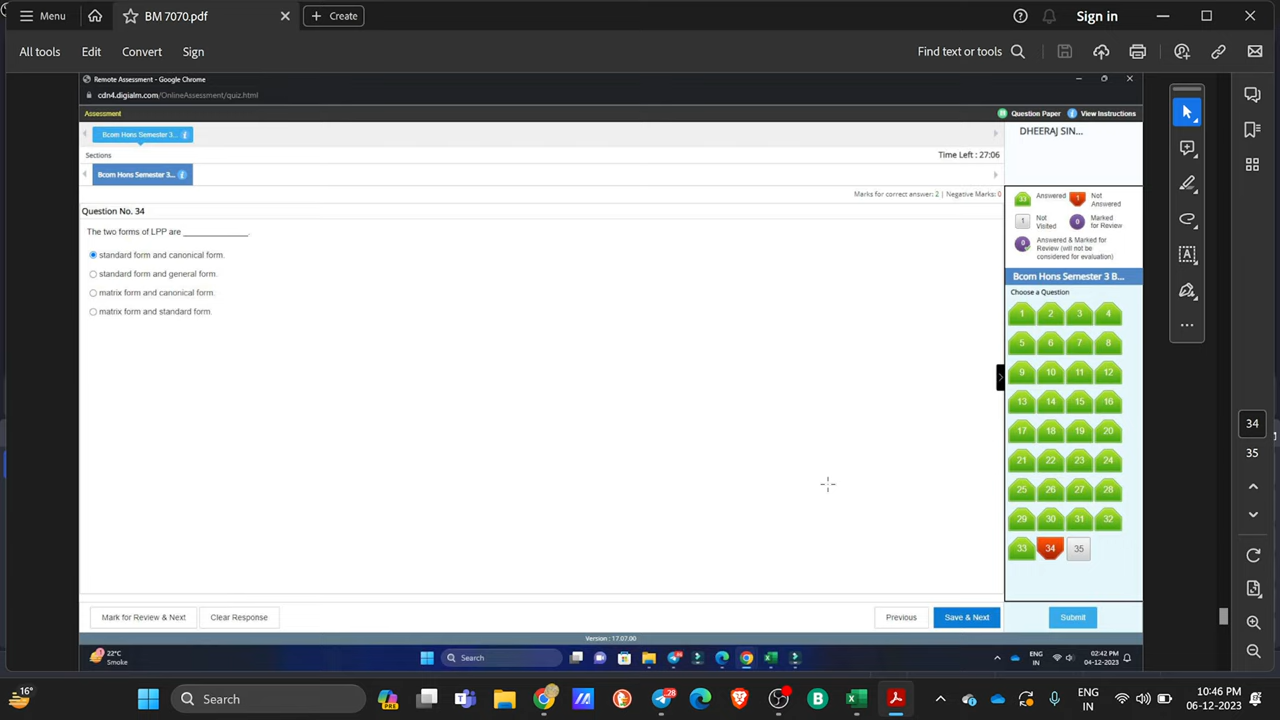 Menu
BM 7070.pdf
Create
Sign in
All tools
Edit
Convert
Sign
Find text or tools
Remote Assessment - Google Chrome
cdn4.digialm.com/OnlineAssessment/quiz.html
Assessment
Question Paper
View Instructions
Bcom Hons Semester 3...
DHEERAJ SIN...
Sections
Time Left : 27:06
Bcom Hons Semester 3...
Marks for correct answer: 2 | Negative Marks: 0
Question No. 34
The two forms of LPP are ______________.
standard form and canonical form.
standard form and general form.
matrix form and canonical form.
matrix form and standard form.
33 Answered
1 Not Answered
1 Not Visited
0 Marked for Review
0 Answered & Marked for Review (will not be considered for evaluation)
Bcom Hons Semester 3 B...
Choose a Question
1 2 3 4
5 6 7 8
9 10 11 12
13 14 15 16
17 18 19 20
21 22 23 24
25 26 27 28
29 30 31 32
33 34 35
34
35
Mark for Review & Next
Clear Response
Previous
Save & Next
Submit
Version : 17.07.00
22°C
Smoke
Search
28
ENG
IN
02:42 PM
04-12-2023
16°
Search
PRE
28
ENG
IN
10:46 PM
06-12-2023